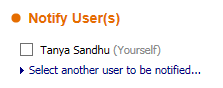 Notify User(s)
Tanya Sandhu (Yourself)
Select another user to be notified...